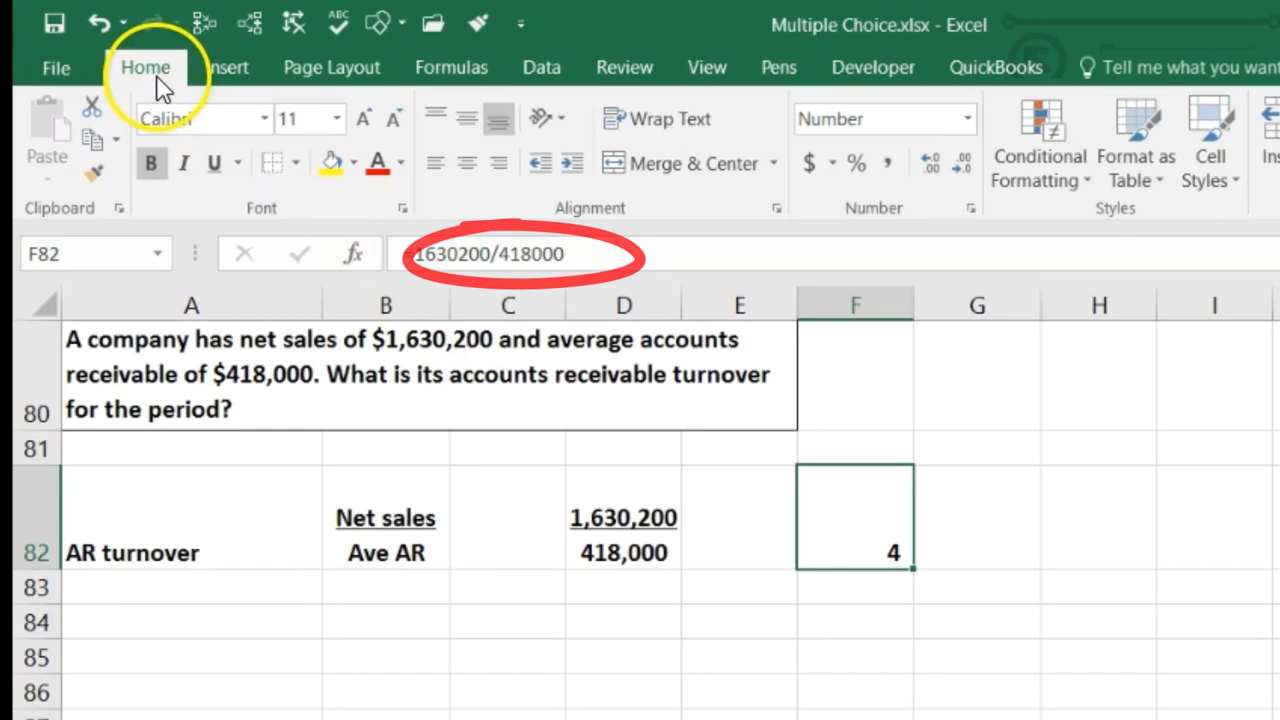 ABC
Multiple Choice.xlsx - Excel
File Home Insert Page Layout Formulas Data Review View Pens Developer QuickBooks Tell me what you want
Calibri 11 Wrap Text Number
Paste B I U A Merge & Center $ % , Conditional Formatting Format as Table Cell Styles
Clipboard Font Alignment Number Styles
F82 fx =1630200/418000
A B C D E F G H I
A company has net sales of $1,630,200 and average accounts
receivable of $418,000. What is its accounts receivable turnover
80 for the period?
81
Net sales 1,630,200
82 AR turnover Ave AR 418,000 4
83
84
85
86